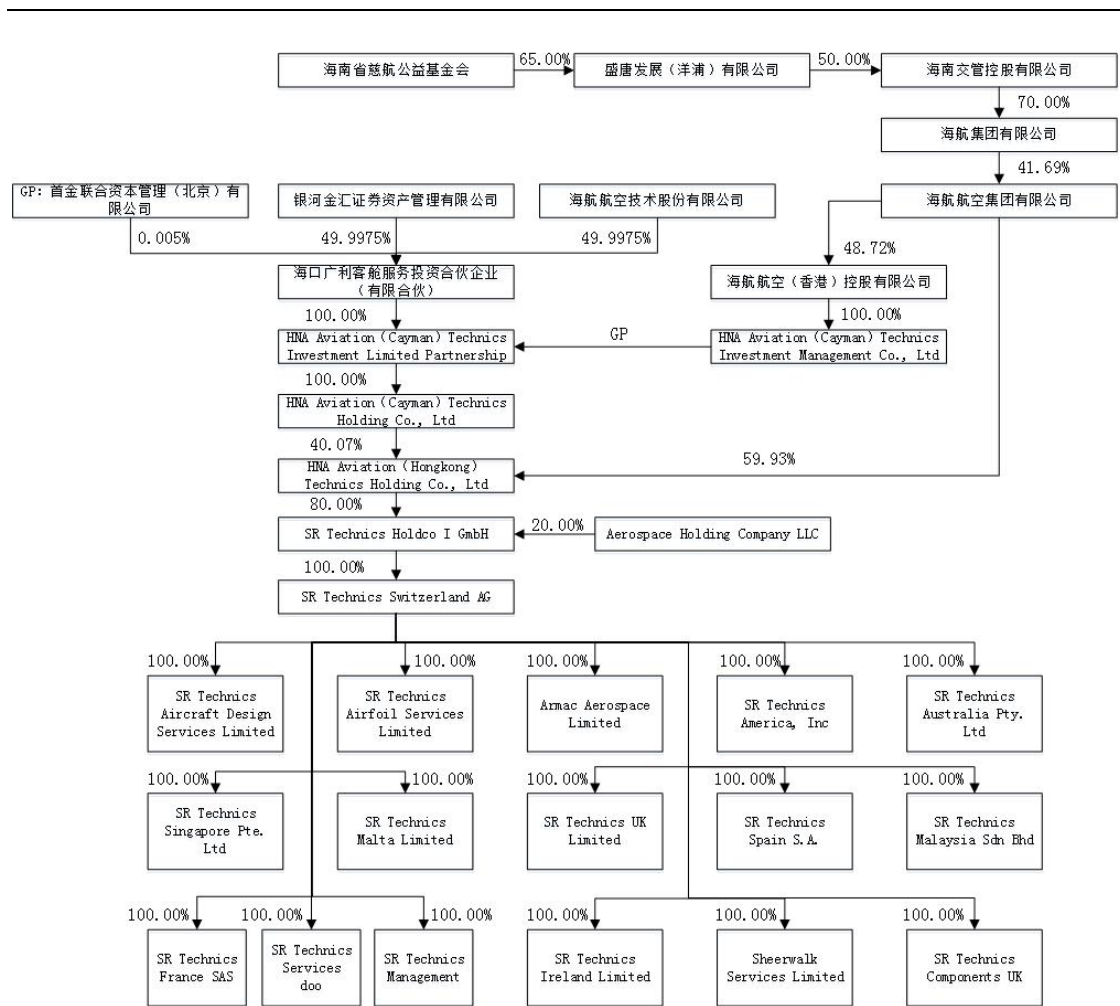 海南省慈航公益基金会
65.00%
盛唐发展（洋浦）有限公司
50.00%
海南交管控股有限公司
70.00%
海航集团有限公司
41.69%
GP：首金联合资本管理（北京）有
限公司
银河金汇证券资产管理有限公司
海航航空技术股份有限公司
海航航空集团有限公司
0.005%
49.9975%
49.9975%
48.72%
海口广利客舱服务投资合伙企业
（有限合伙）
海航航空（香港）控股有限公司
100.00%
100.00%
HNA Aviation (Cayman) Technics
Investment Limited Partnership
GP
HNA Aviation (Cayman) Technics
Investment Management Co., Ltd
100.00%
HNA Aviation (Cayman) Technics
Holding Co., Ltd
40.07%
59.93%
HNA Aviation (Hongkong)
Technics Holding Co., Ltd
80.00%
SR Technics Holdco I GmbH
20.00%
Aerospace Holding Company LLC
100.00%
SR Technics Switzerland AG
100.00%
100.00%
100.00%
100.00%
100.00%
SR Technics
Aircraft Design
Services Limited
SR Technics
Airfoil Services
Limited
Armac Aerospace
Limited
SR Technics
America, Inc
SR Technics
Australia Pty.
Ltd
100.00%
100.00%
100.00%
100.00%
100.00%
SR Technics
Singapore Pte.
Ltd
SR Technics
Malta Limited
SR Technics UK
Limited
SR Technics
Spain S.A.
SR Technics
Malaysia Sdn Bhd
100.00%
100.00%
100.00%
100.00%
100.00%
100.00%
SR Technics
France SAS
SR Technics
Services
doo
SR Technics
Management
SR Technics
Ireland Limited
Sheerwalk
Services Limited
SR Technics
Components UK